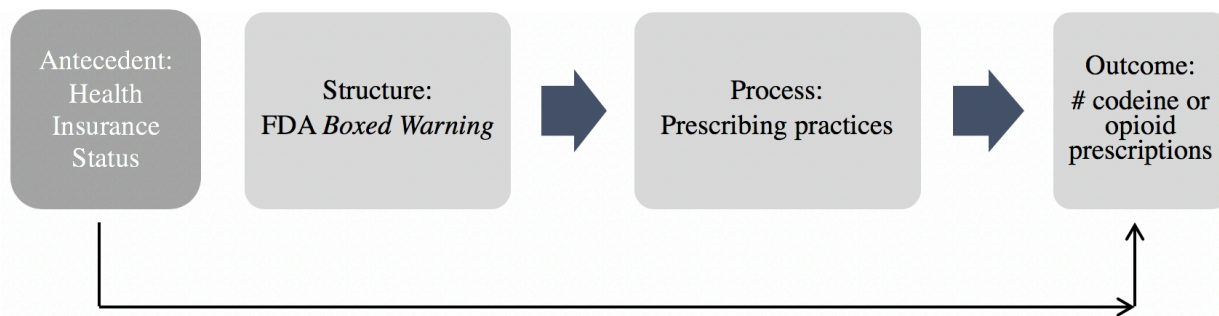 Antecedent:
Health
Insurance
Status
Structure:
FDA Boxed Warning
Process:
Prescribing practices
Outcome:
# codeine or
opioid
prescriptions